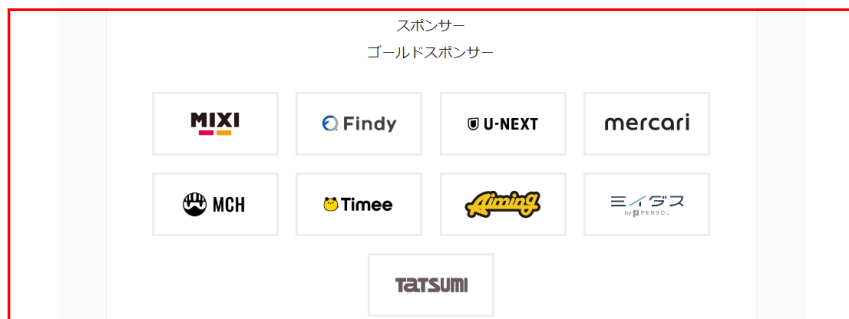 スポンサー
ゴールドスポンサー
MIXI
Findy
U-NEXT
mercari
MCH
Timee
Aiming
ミイダス
by PERSOL
TATSUMI